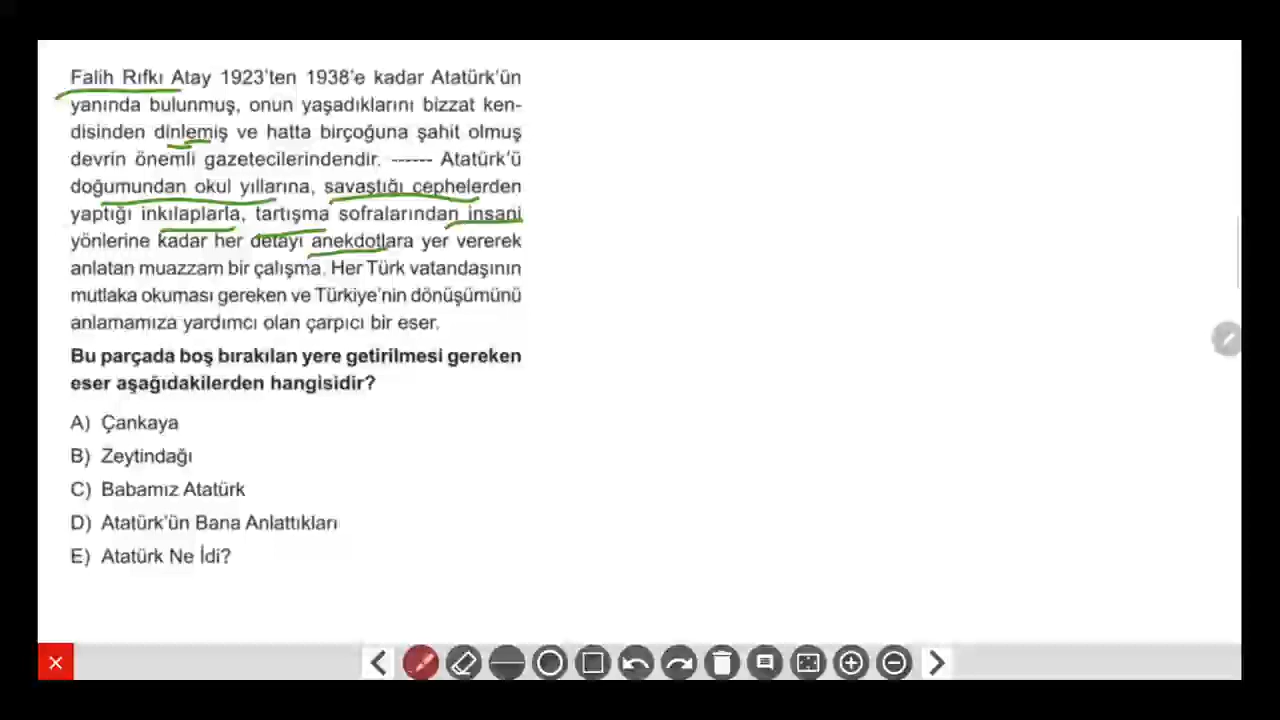 Falih Rıfkı Atay 1923'ten 1938'e kadar Atatürk'ün
yanında bulunmuş, onun yaşadıklarını bizzat ken-
disinden dinlemiş ve hatta birçoğuna şahit olmuş
devrin önemli gazetecilerindendir. ------ Atatürk'ü
doğumundan okul yıllarına, savaştığı cephelerden
yaptığı inkılaplarla, tartışma sofralarından insani
yönlerine kadar her detayı anekdotlara yer vererek
anlatan muazzam bir çalışma. Her Türk vatandaşının
mutlaka okuması gereken ve Türkiye'nin dönüşümünü
anlamamıza yardımcı olan çarpıcı bir eser.
Bu parçada boş bırakılan yere getirilmesi gereken
eser aşağıdakilerden hangisidir?
A) Çankaya
B) Zeytindağı
C) Babamız Atatürk
D) Atatürk'ün Bana Anlattıkları
E) Atatürk Ne İdi?